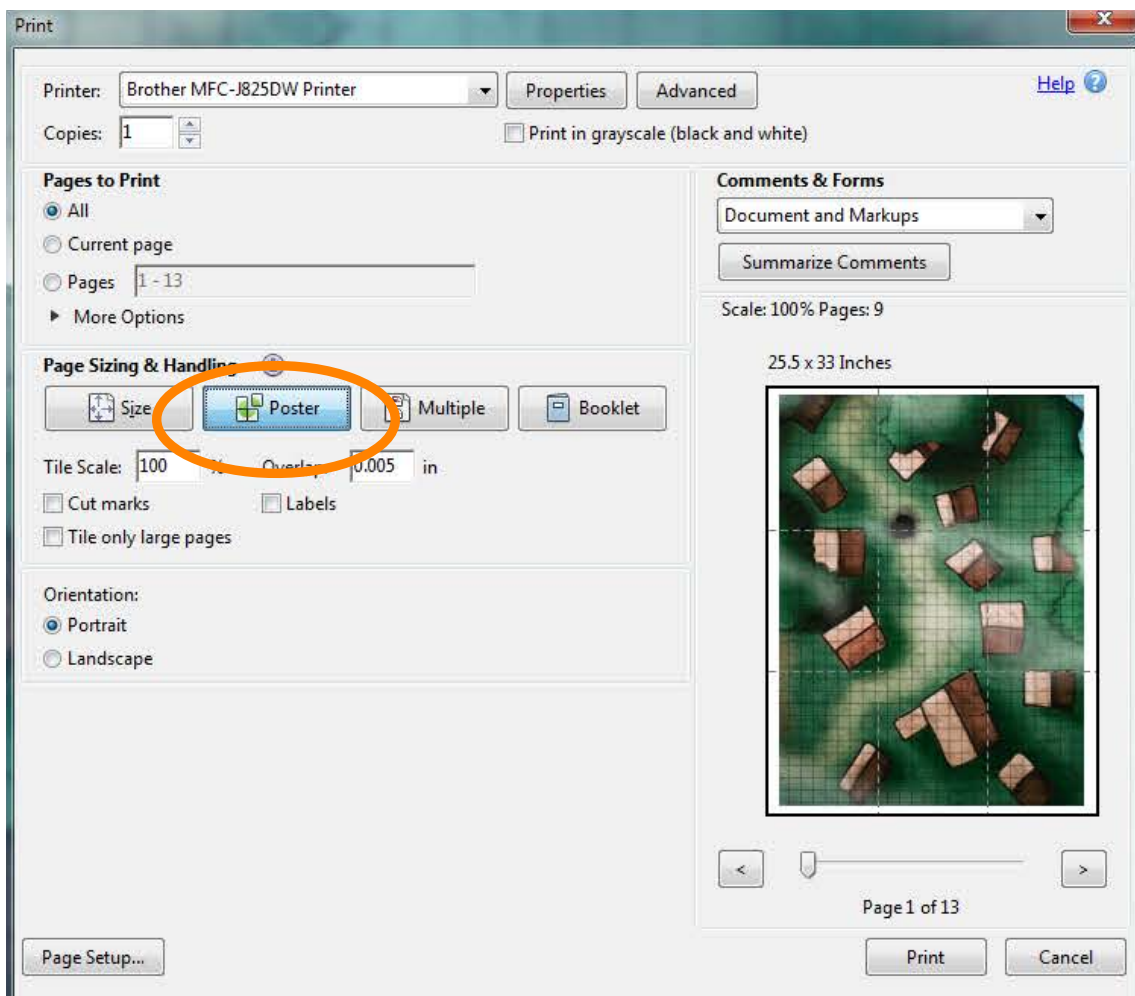 Print
Printer: Brother MFC-J825DW Printer Properties Advanced Help
Copies: 1 Print in grayscale (black and white)
Pages to Print
All
Current page
Pages 1 - 13
More Options
Comments & Forms
Document and Markups
Summarize Comments
Scale: 100% Pages: 9
25.5 x 33 Inches
Page Sizing & Handling
Size Poster Multiple Booklet
Tile Scale: 100 % Overlap: 0.005 in
Cut marks Labels
Tile only large pages
Orientation:
Portrait
Landscape
< >
Page 1 of 13
Page Setup... Print Cancel